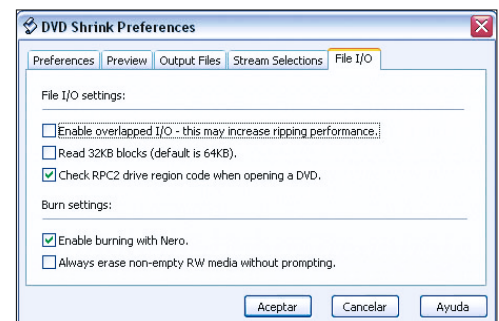 DVD Shrink Preferences
Preferences Preview Output Files Stream Selections File I/O
File I/O settings:
Enable overlapped I/O - this may increase ripping performance.
Read 32KB blocks (default is 64KB).
Check RPC2 drive region code when opening a DVD.
Burn settings:
Enable burning with Nero.
Always erase non-empty RW media without prompting.
Aceptar Cancelar Ayuda